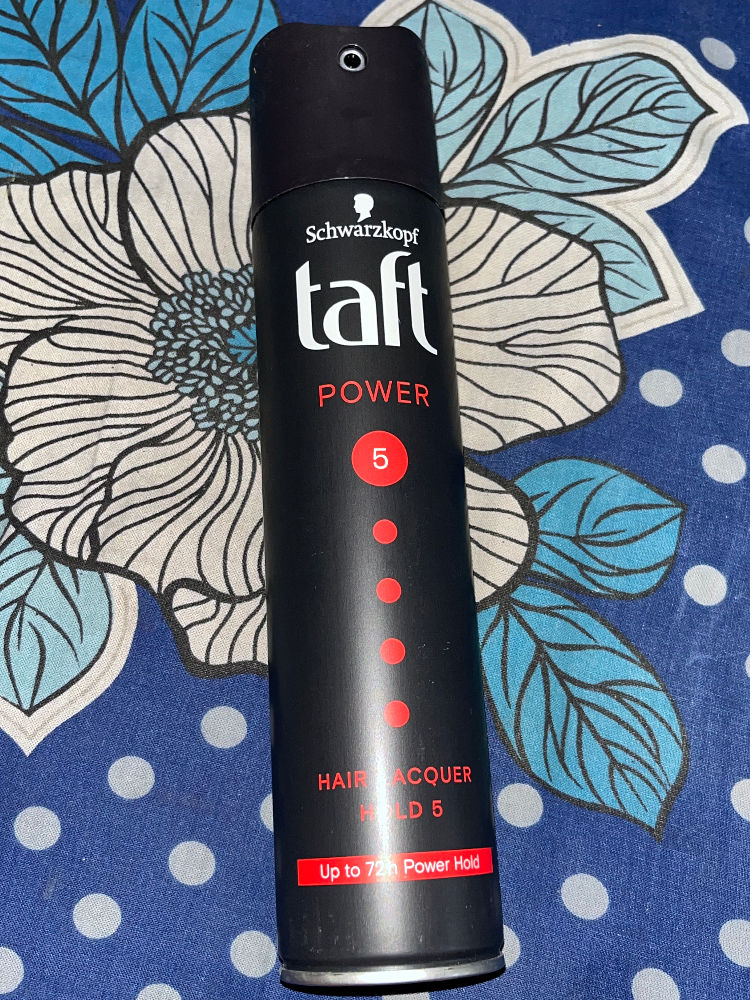 Schwarzkopf
taft
POWER
5
HAIR LACQUER
HOLD 5
Up to 72h Power Hold